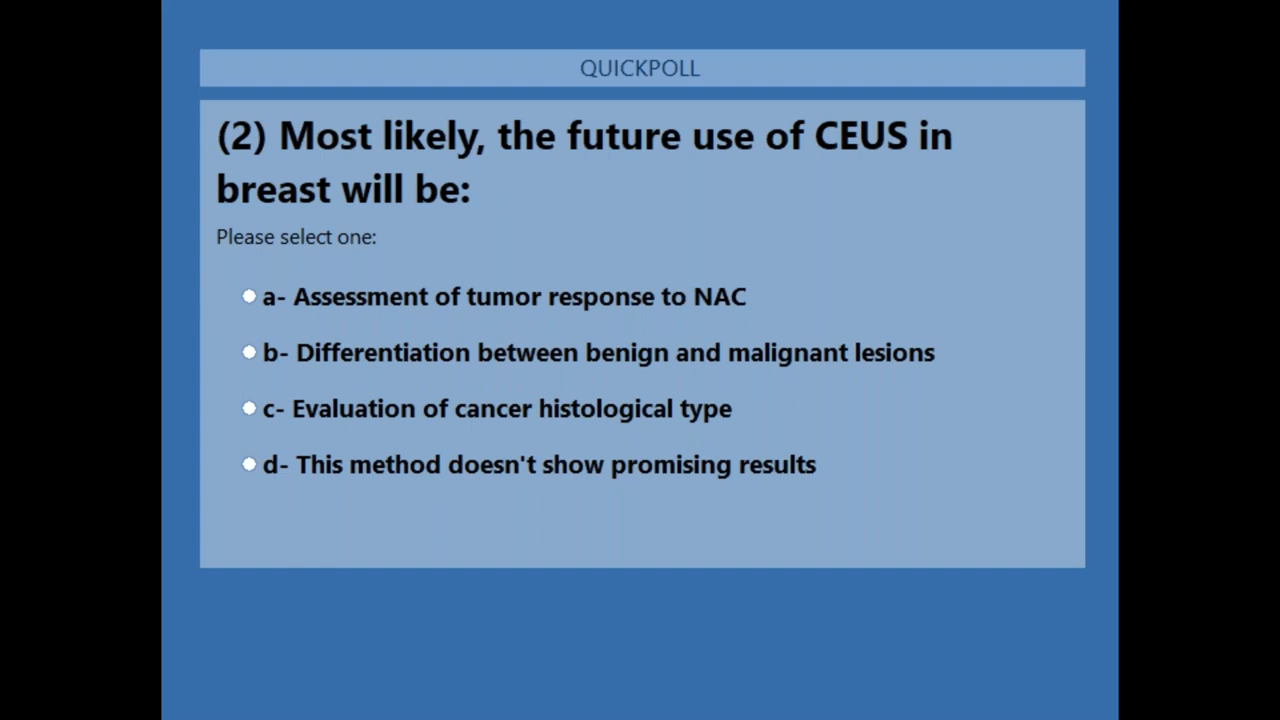 QUICKPOLL
(2) Most likely, the future use of CEUS in
breast will be:
Please select one:
a- Assessment of tumor response to NAC
b- Differentiation between benign and malignant lesions
c- Evaluation of cancer histological type
d- This method doesn't show promising results